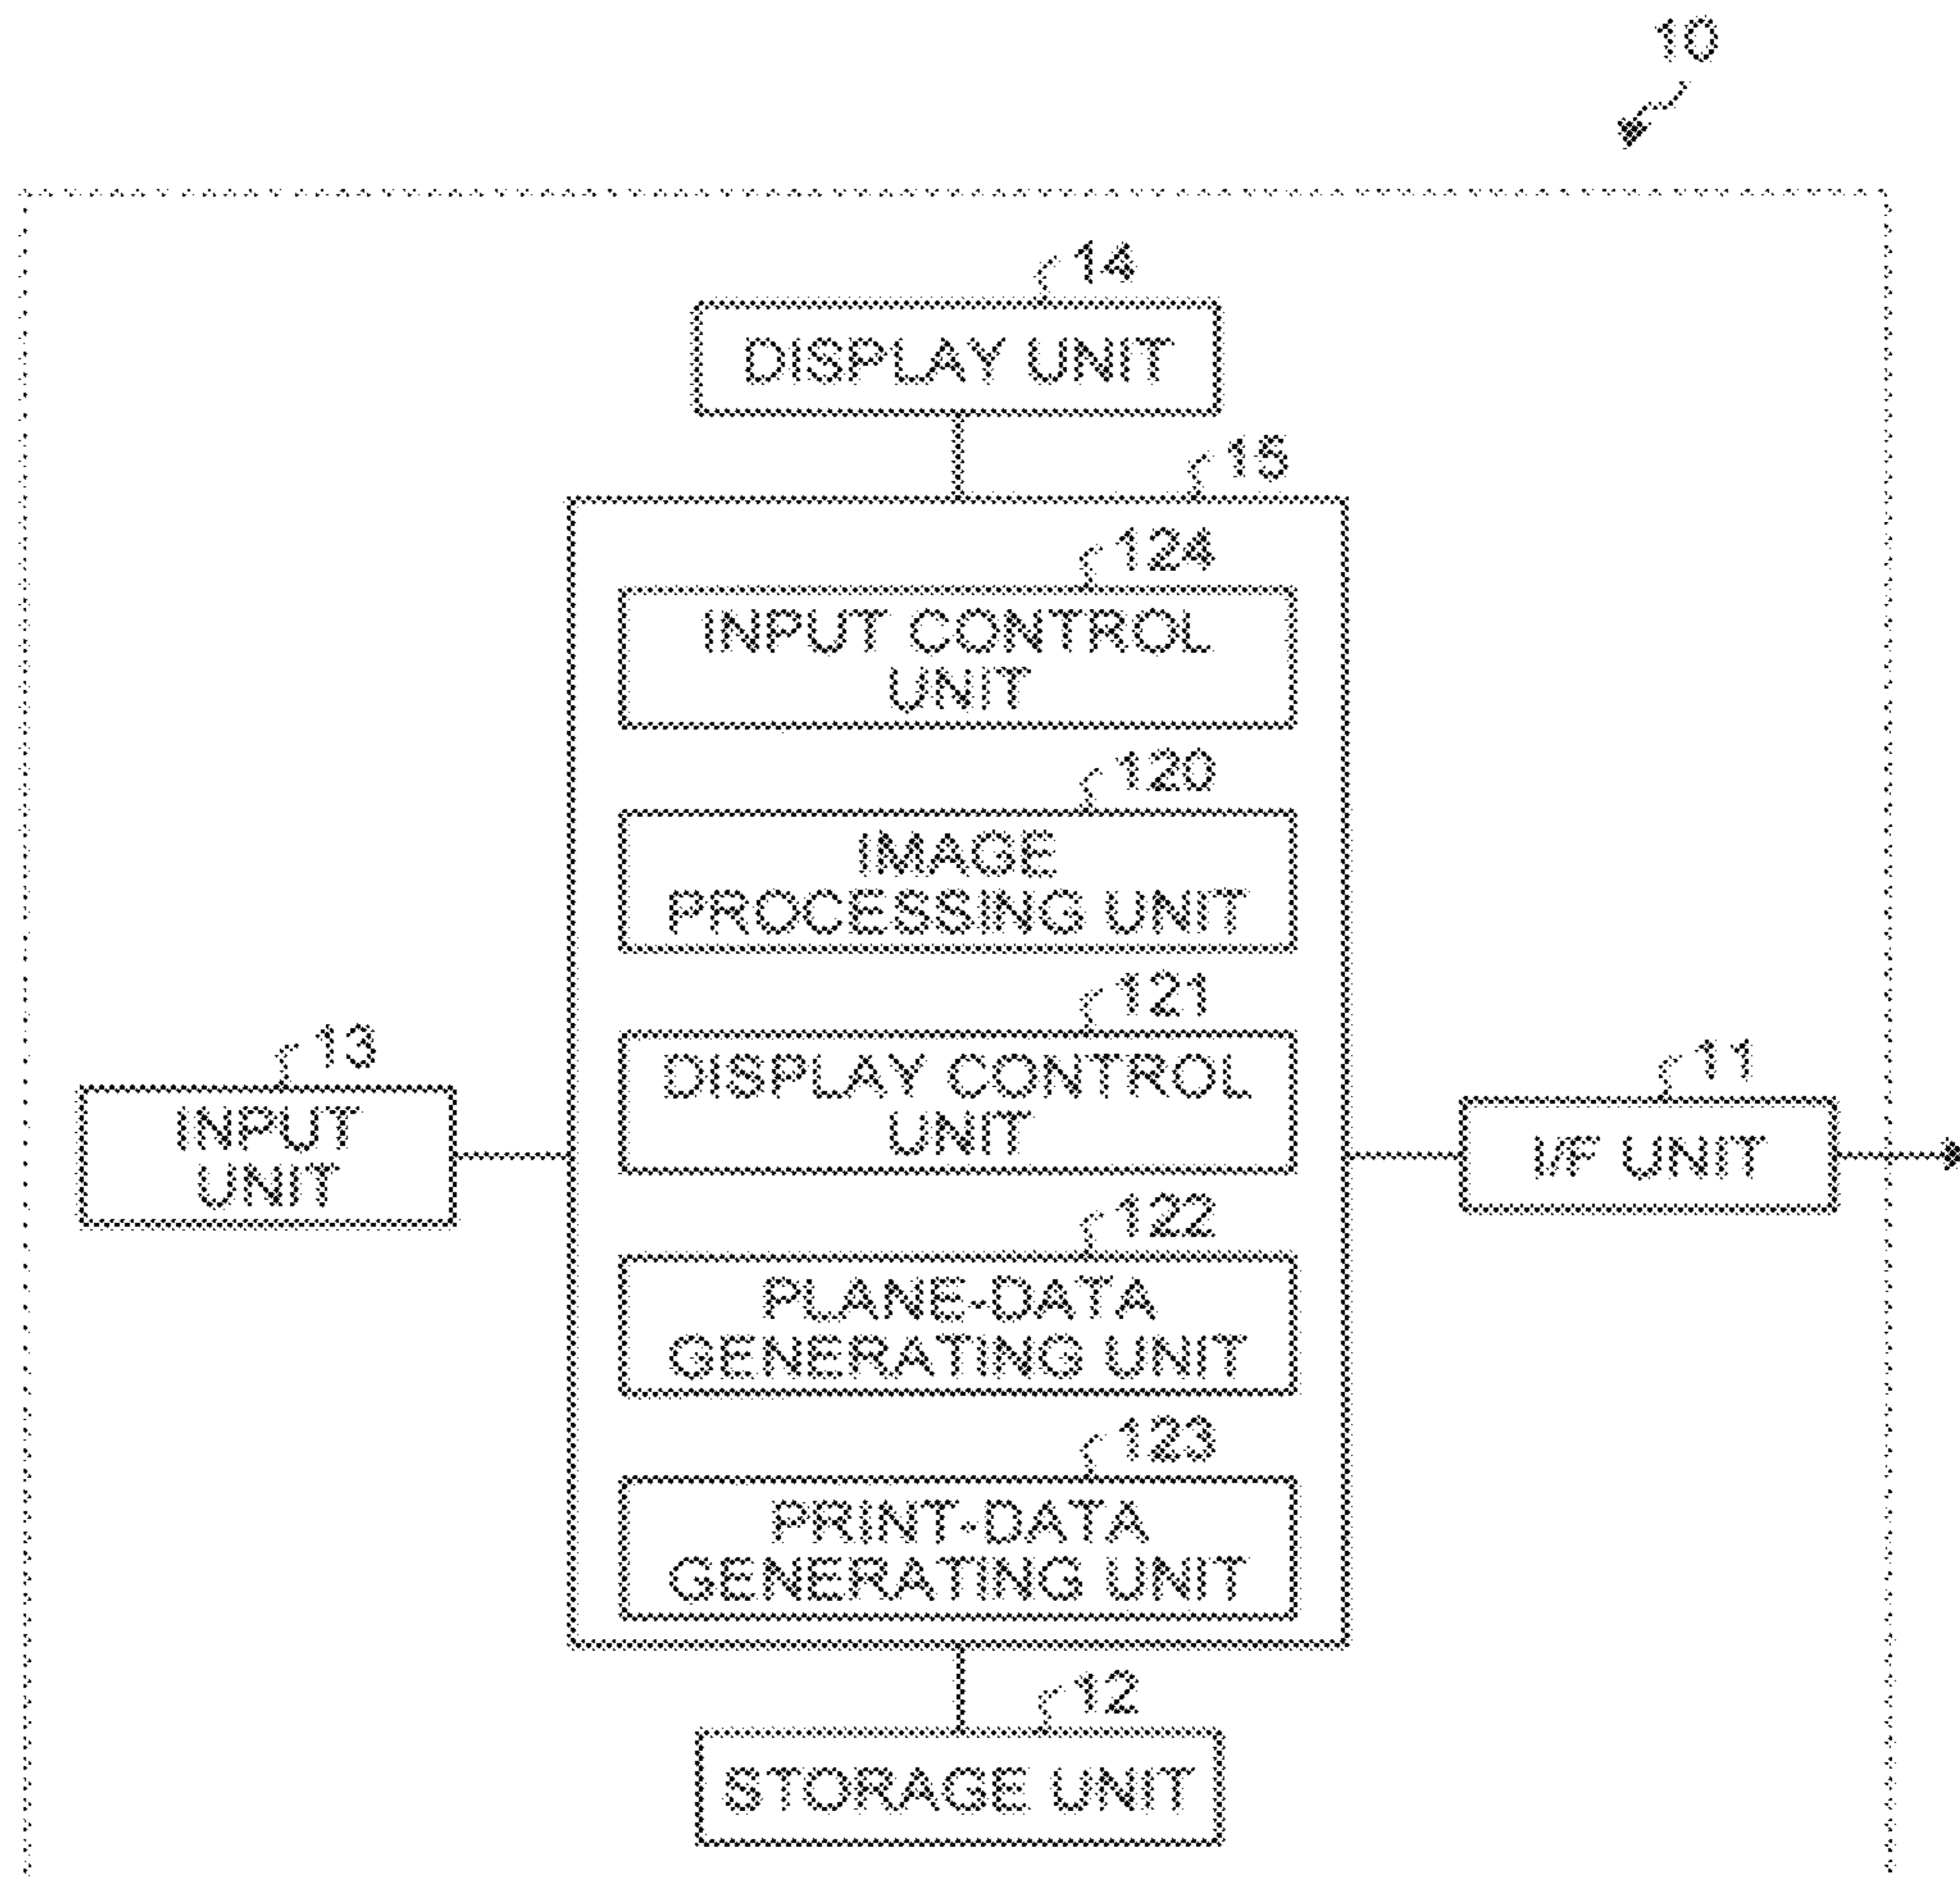 10
14
DISPLAY UNIT
15
124
INPUT CONTROL
UNIT
120
IMAGE
PROCESSING UNIT
121
DISPLAY CONTROL
UNIT
13
INPUT
UNIT
11
I/F UNIT
122
PLANE-DATA
GENERATING UNIT
123
PRINT-DATA
GENERATING UNIT
12
STORAGE UNIT